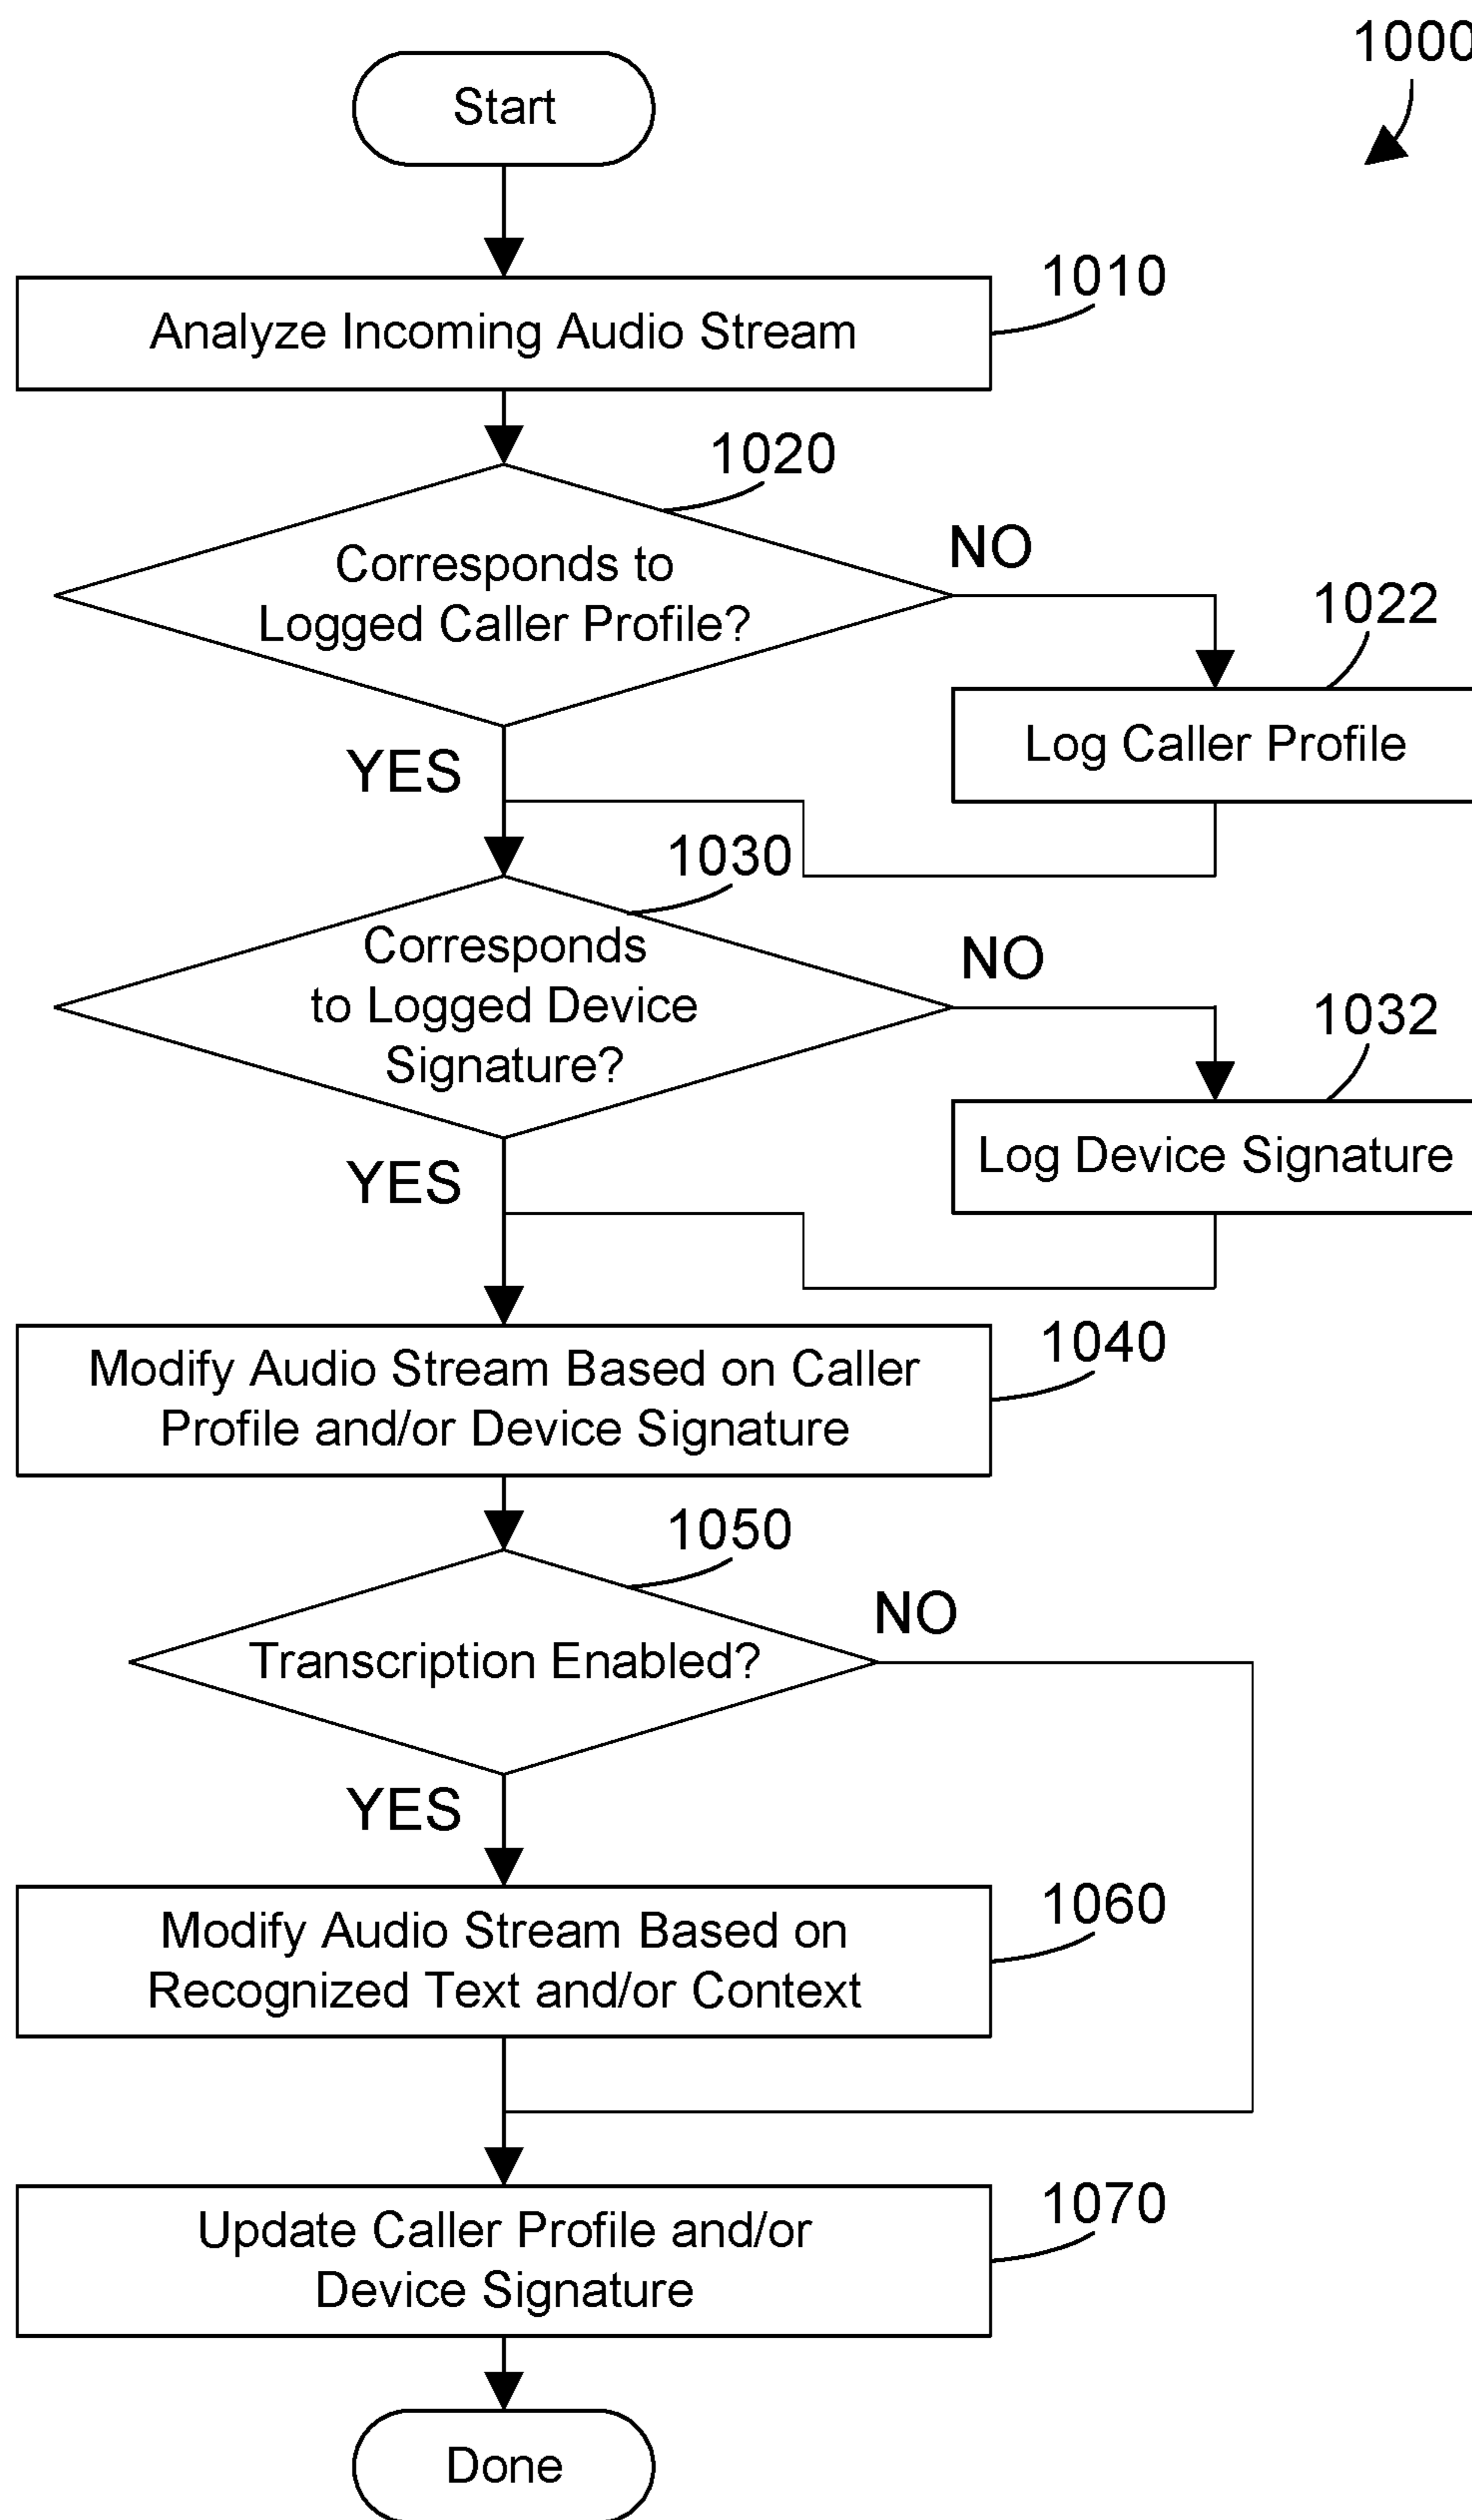 1000
Start
1010
Analyze Incoming Audio Stream
1020
Corresponds to
Logged Caller Profile?
NO
1022
Log Caller Profile
YES
1030
Corresponds
to Logged Device
Signature?
NO
1032
Log Device Signature
YES
1040
Modify Audio Stream Based on Caller
Profile and/or Device Signature
1050
Transcription Enabled?
NO
YES
1060
Modify Audio Stream Based on
Recognized Text and/or Context
1070
Update Caller Profile and/or
Device Signature
Done